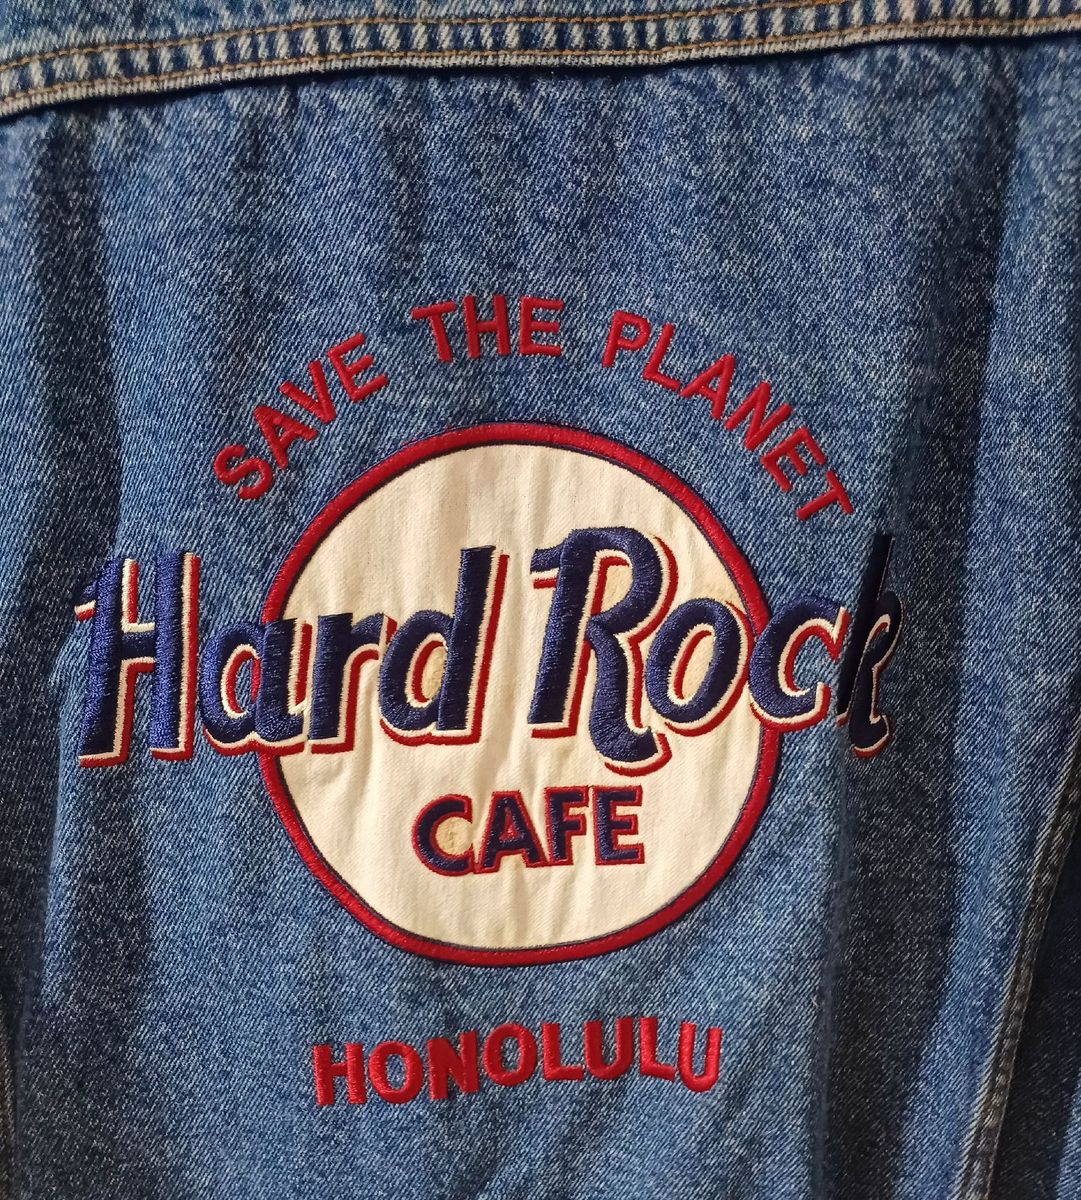 SAVE THE PLANET
Hard Rock
CAFE
HONOLULU